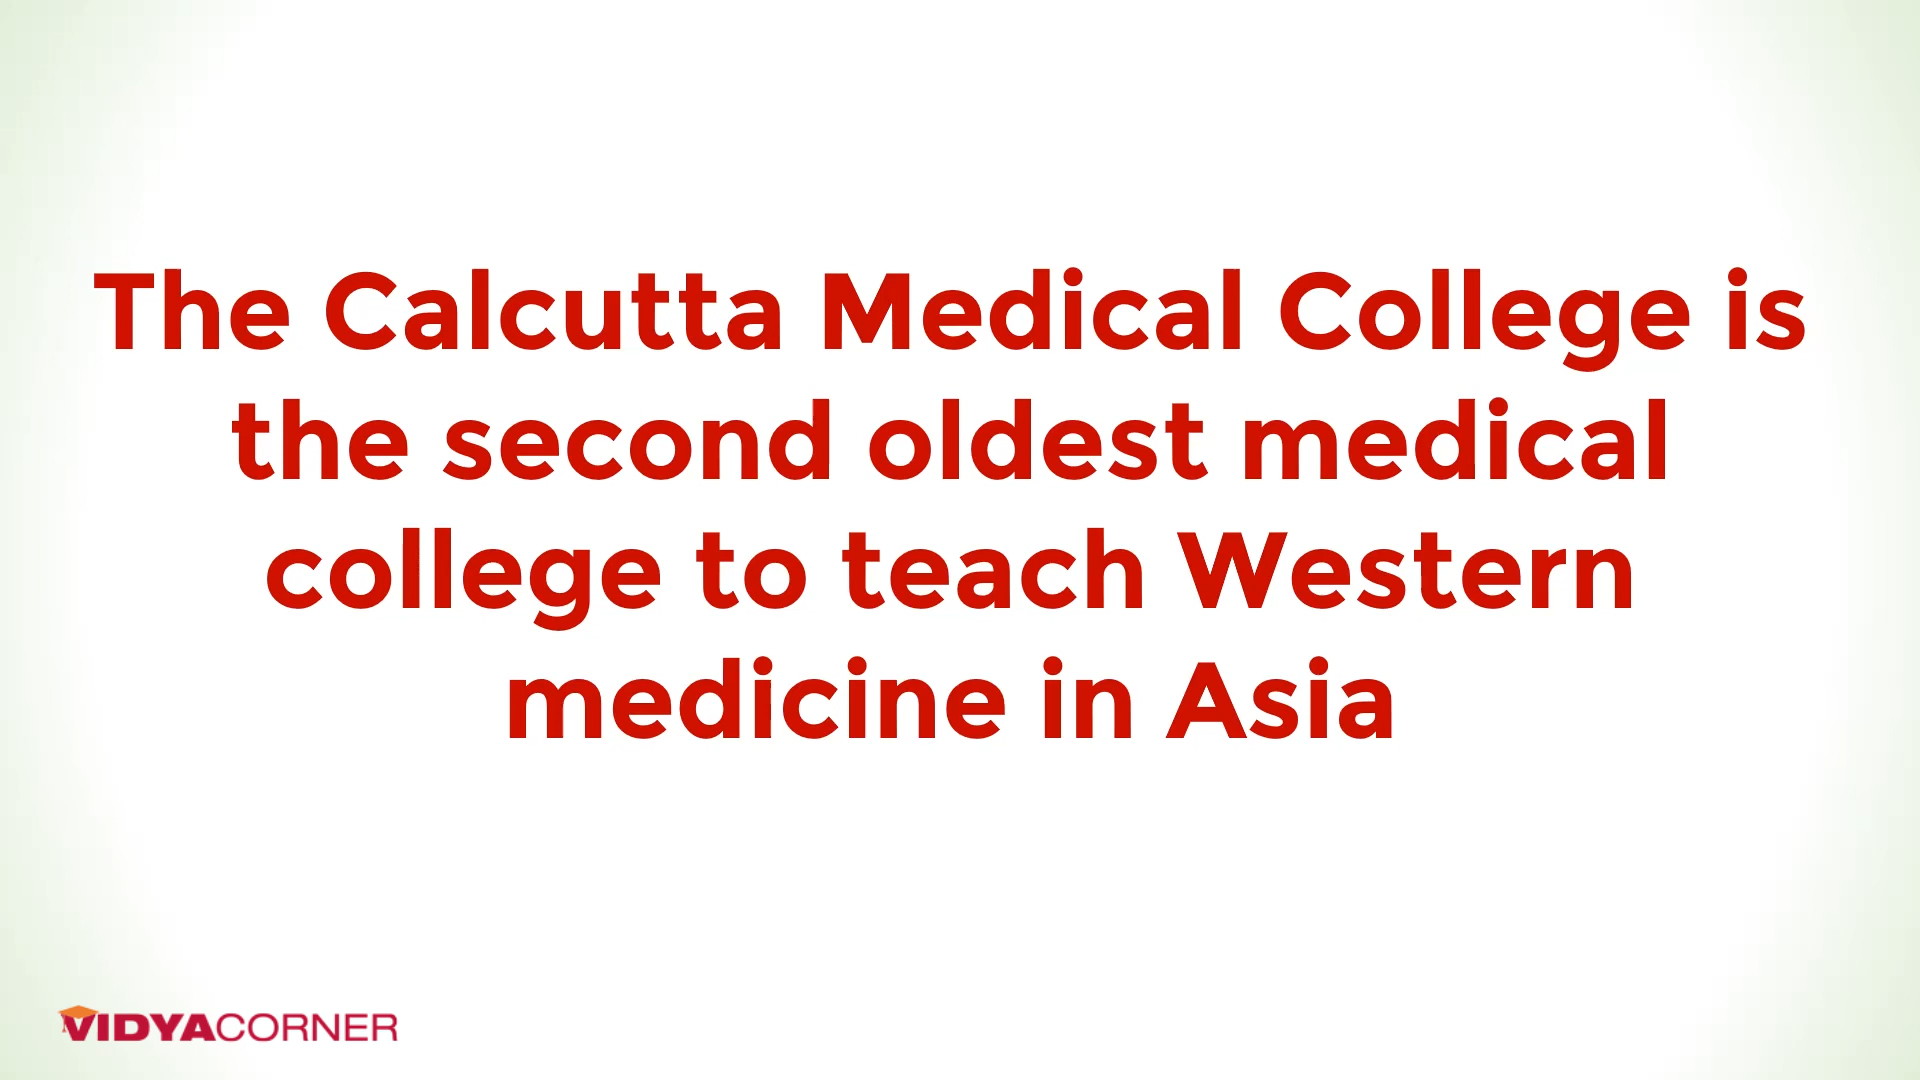 The Calcutta Medical College is
the second oldest medical
college to teach Western
medicine in Asia
VIDYACORNER